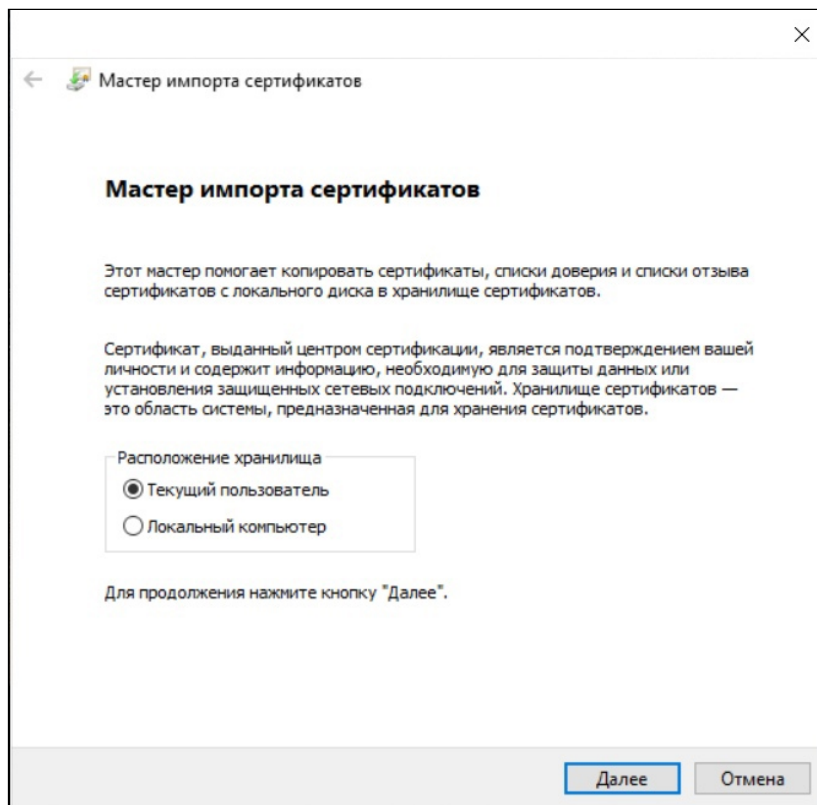 Мастер импорта сертификатов
Мастер импорта сертификатов
Этот мастер помогает копировать сертификаты, списки доверия и списки отзыва
сертификатов с локального диска в хранилище сертификатов.
Сертификат, выданный центром сертификации, является подтверждением вашей
личности и содержит информацию, необходимую для защиты данных или
установления защищенных сетевых подключений. Хранилище сертификатов —
это область системы, предназначенная для хранения сертификатов.
Расположение хранилища
Текущий пользователь
Локальный компьютер
Для продолжения нажмите кнопку "Далее".
Далее Отмена